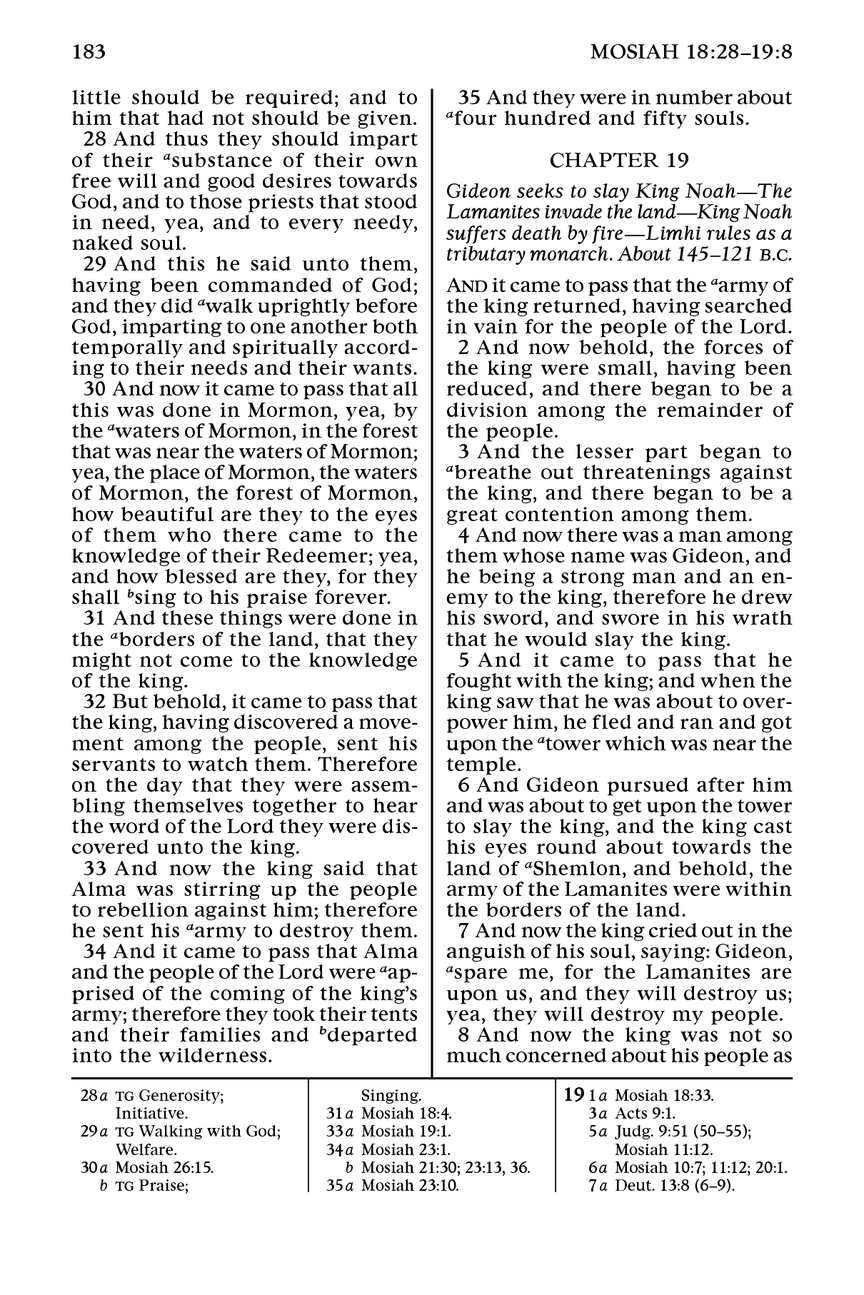 183
MOSIAH 18:28–19:8
little should be required; and to
him that had not should be given.
28 And thus they should impart
of their ᵃsubstance of their own
free will and good desires towards
God, and to those priests that stood
in need, yea, and to every needy,
naked soul.
29 And this he said unto them,
having been commanded of God;
and they did ᵃwalk uprightly before
God, imparting to one another both
temporally and spiritually accord-
ing to their needs and their wants.
30 And now it came to pass that all
this was done in Mormon, yea, by
the ᵃwaters of Mormon, in the forest
that was near the waters of Mormon;
yea, the place of Mormon, the waters
of Mormon, the forest of Mormon,
how beautiful are they to the eyes
of them who there came to the
knowledge of their Redeemer; yea,
and how blessed are they, for they
shall ᵇsing to his praise forever.
31 And these things were done in
the ᵃborders of the land, that they
might not come to the knowledge
of the king.
32 But behold, it came to pass that
the king, having discovered a move-
ment among the people, sent his
servants to watch them. Therefore
on the day that they were assem-
bling themselves together to hear
the word of the Lord they were dis-
covered unto the king.
33 And now the king said that
Alma was stirring up the people
to rebellion against him; therefore
he sent his ᵃarmy to destroy them.
34 And it came to pass that Alma
and the people of the Lord were ᵃap-
prised of the coming of the king’s
army; therefore they took their tents
and their families and ᵇdeparted
into the wilderness.
35 And they were in number about
ᵃfour hundred and fifty souls.
CHAPTER 19
Gideon seeks to slay King Noah—The
Lamanites invade the land—King Noah
suffers death by fire—Limhi rules as a
tributary monarch. About 145–121 B.C.
AND it came to pass that the ᵃarmy of
the king returned, having searched
in vain for the people of the Lord.
2 And now behold, the forces of
the king were small, having been
reduced, and there began to be a
division among the remainder of
the people.
3 And the lesser part began to
ᵃbreathe out threatenings against
the king, and there began to be a
great contention among them.
4 And now there was a man among
them whose name was Gideon, and
he being a strong man and an en-
emy to the king, therefore he drew
his sword, and swore in his wrath
that he would slay the king.
5 And it came to pass that he
fought with the king; and when the
king saw that he was about to over-
power him, he fled and ran and got
upon the ᵃtower which was near the
temple.
6 And Gideon pursued after him
and was about to get upon the tower
to slay the king, and the king cast
his eyes round about towards the
land of ᵃShemlon, and behold, the
army of the Lamanites were within
the borders of the land.
7 And now the king cried out in the
anguish of his soul, saying: Gideon,
ᵃspare me, for the Lamanites are
upon us, and they will destroy us;
yea, they will destroy my people.
8 And now the king was not so
much concerned about his people as
28a TG Generosity;
Initiative.
29a TG Walking with God;
Welfare.
30a Mosiah 26:15.
b TG Praise;
Singing.
31a Mosiah 18:4.
33a Mosiah 19:1.
34a Mosiah 23:1.
b Mosiah 21:30; 23:13, 36.
35a Mosiah 23:10.
19 1a Mosiah 18:33.
3a Acts 9:1.
5a Judg. 9:51 (50–55);
Mosiah 11:12.
6a Mosiah 10:7; 11:12; 20:1.
7a Deut. 13:8 (6–9).